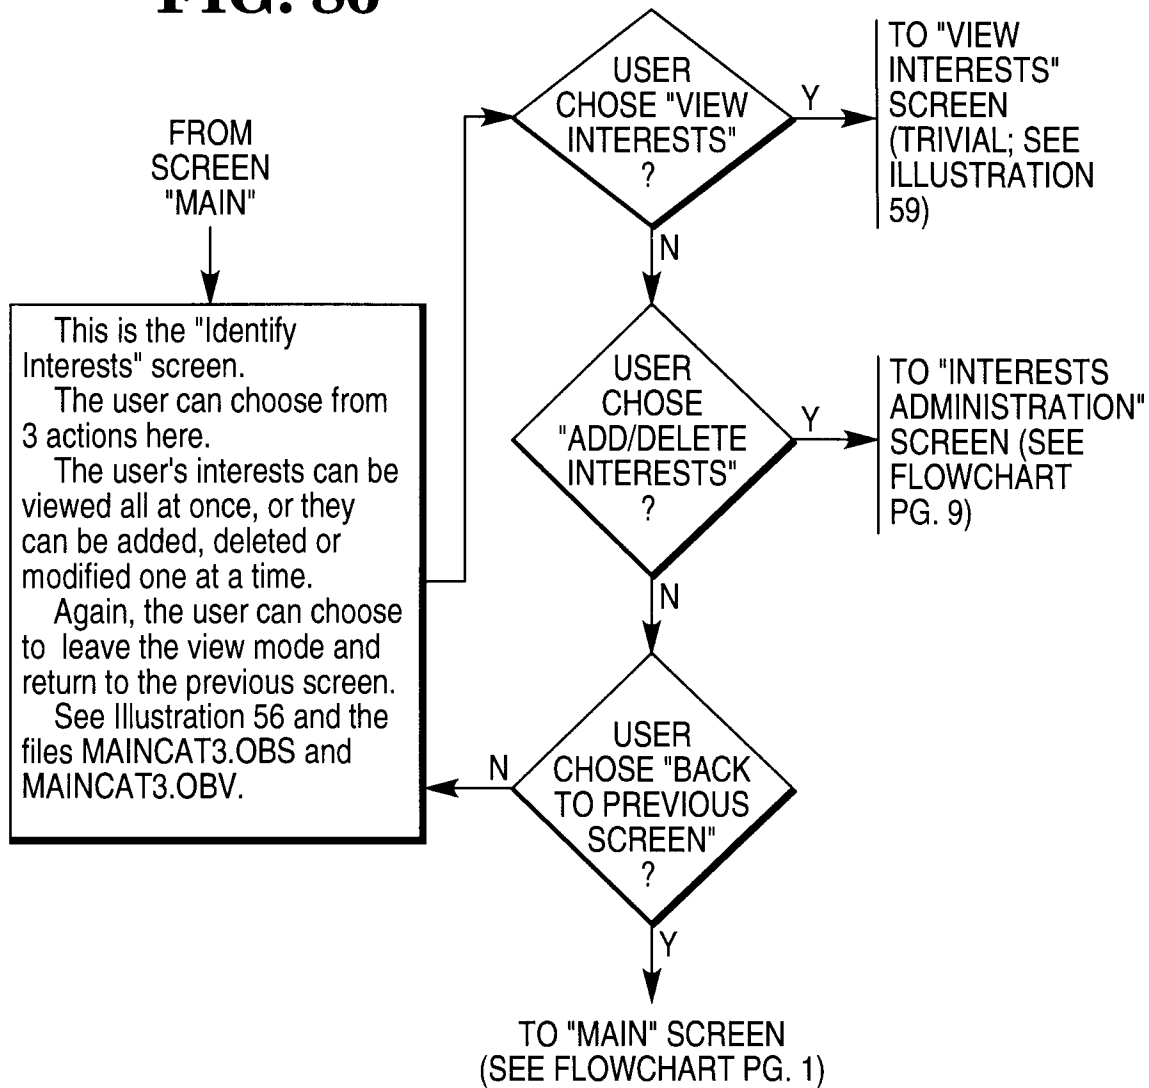 FIG. 80
FROM
SCREEN
"MAIN"
This is the "Identify
Interests" screen.
The user can choose from
3 actions here.
The user's interests can be
viewed all at once, or they
can be added, deleted or
modified one at a time.
Again, the user can choose
to leave the view mode and
return to the previous screen.
See Illustration 56 and the
files MAINCAT3.OBS and
MAINCAT3.OBV.
USER
CHOSE "VIEW
INTERESTS"
?
Y
TO "VIEW
INTERESTS"
SCREEN
(TRIVIAL; SEE
ILLUSTRATION
59)
N
USER
CHOSE
"ADD/DELETE
INTERESTS"
?
Y
TO "INTERESTS
ADMINISTRATION"
SCREEN (SEE
FLOWCHART
PG. 9)
N
USER
CHOSE "BACK
TO PREVIOUS
SCREEN"
?
N
Y
TO "MAIN" SCREEN
(SEE FLOWCHART PG. 1)